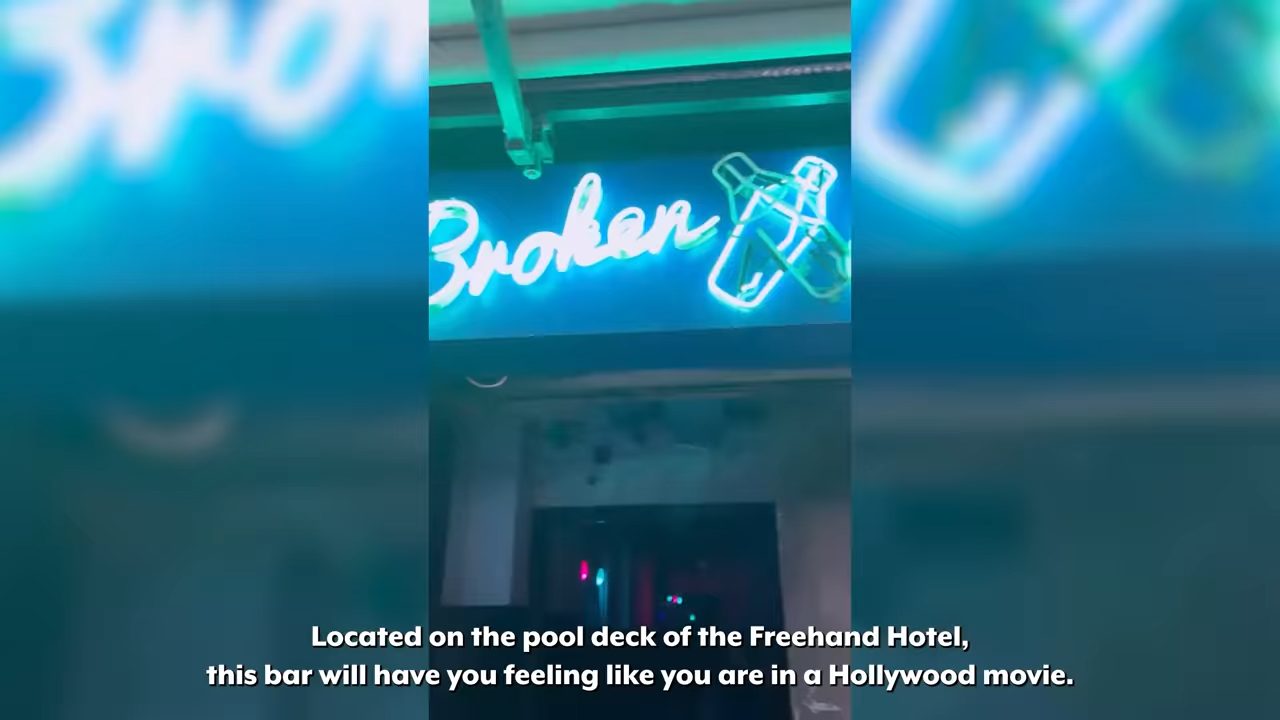 Broken
Located on the pool deck of the Freehand Hotel,
this bar will have you feeling like you are in a Hollywood movie.